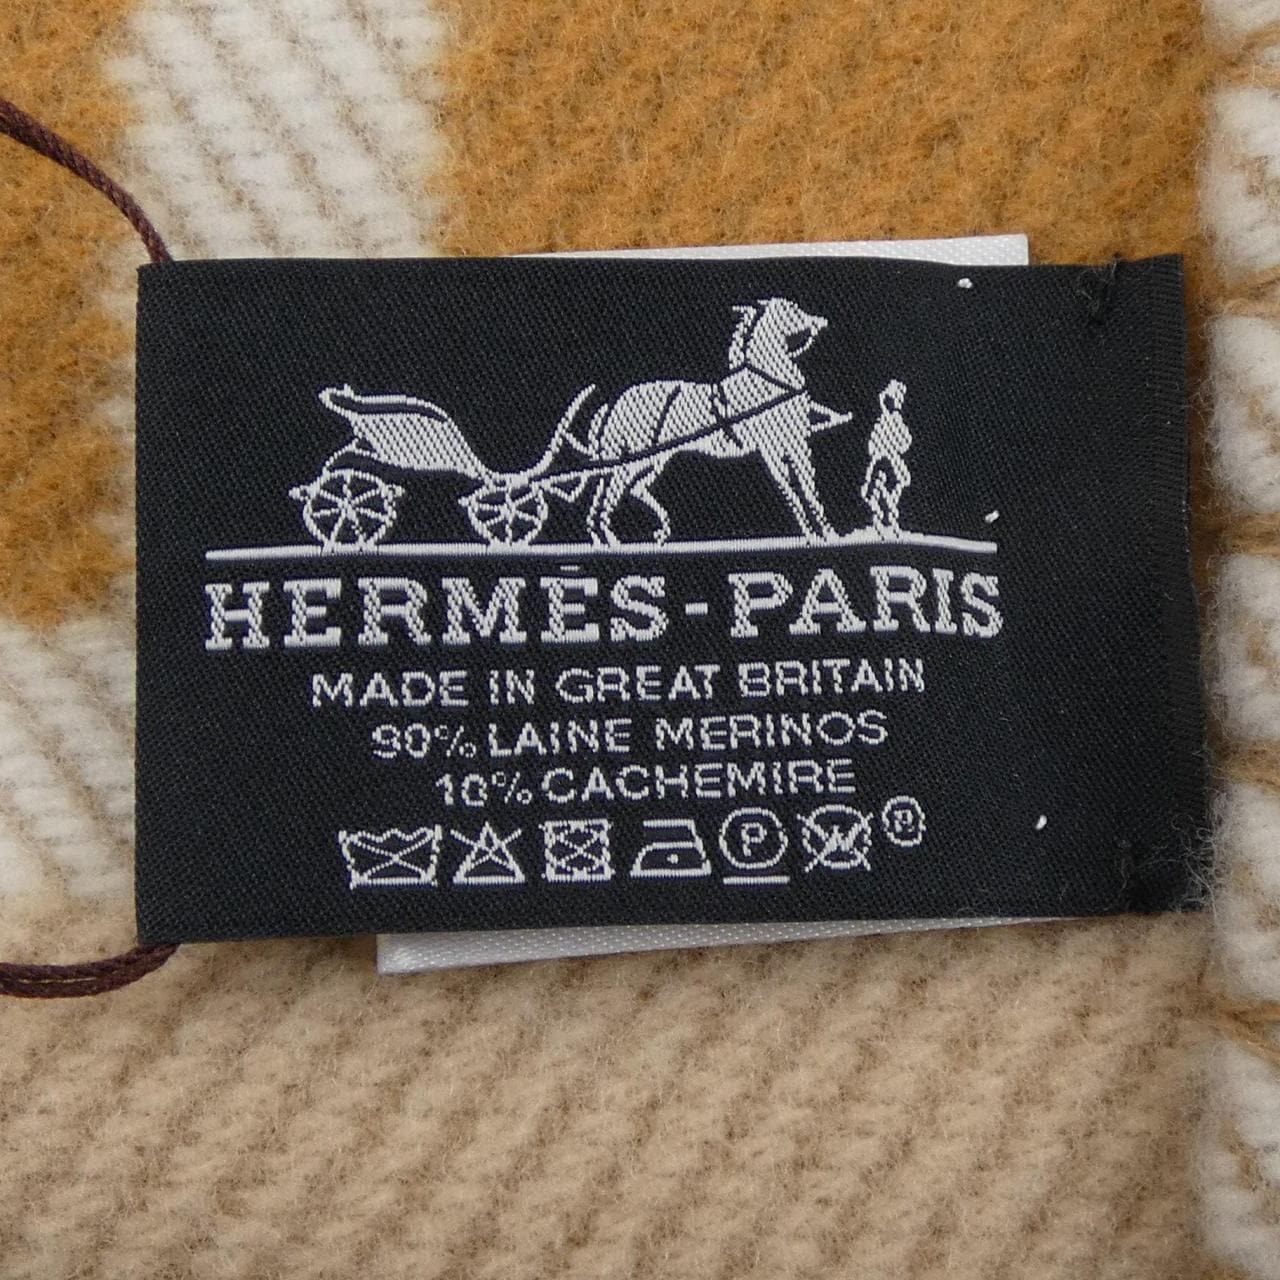 HERMÈS-PARIS
MADE IN GREAT BRITAIN
90% LAINE MERINOS
10% CACHEMIRE
P W ®